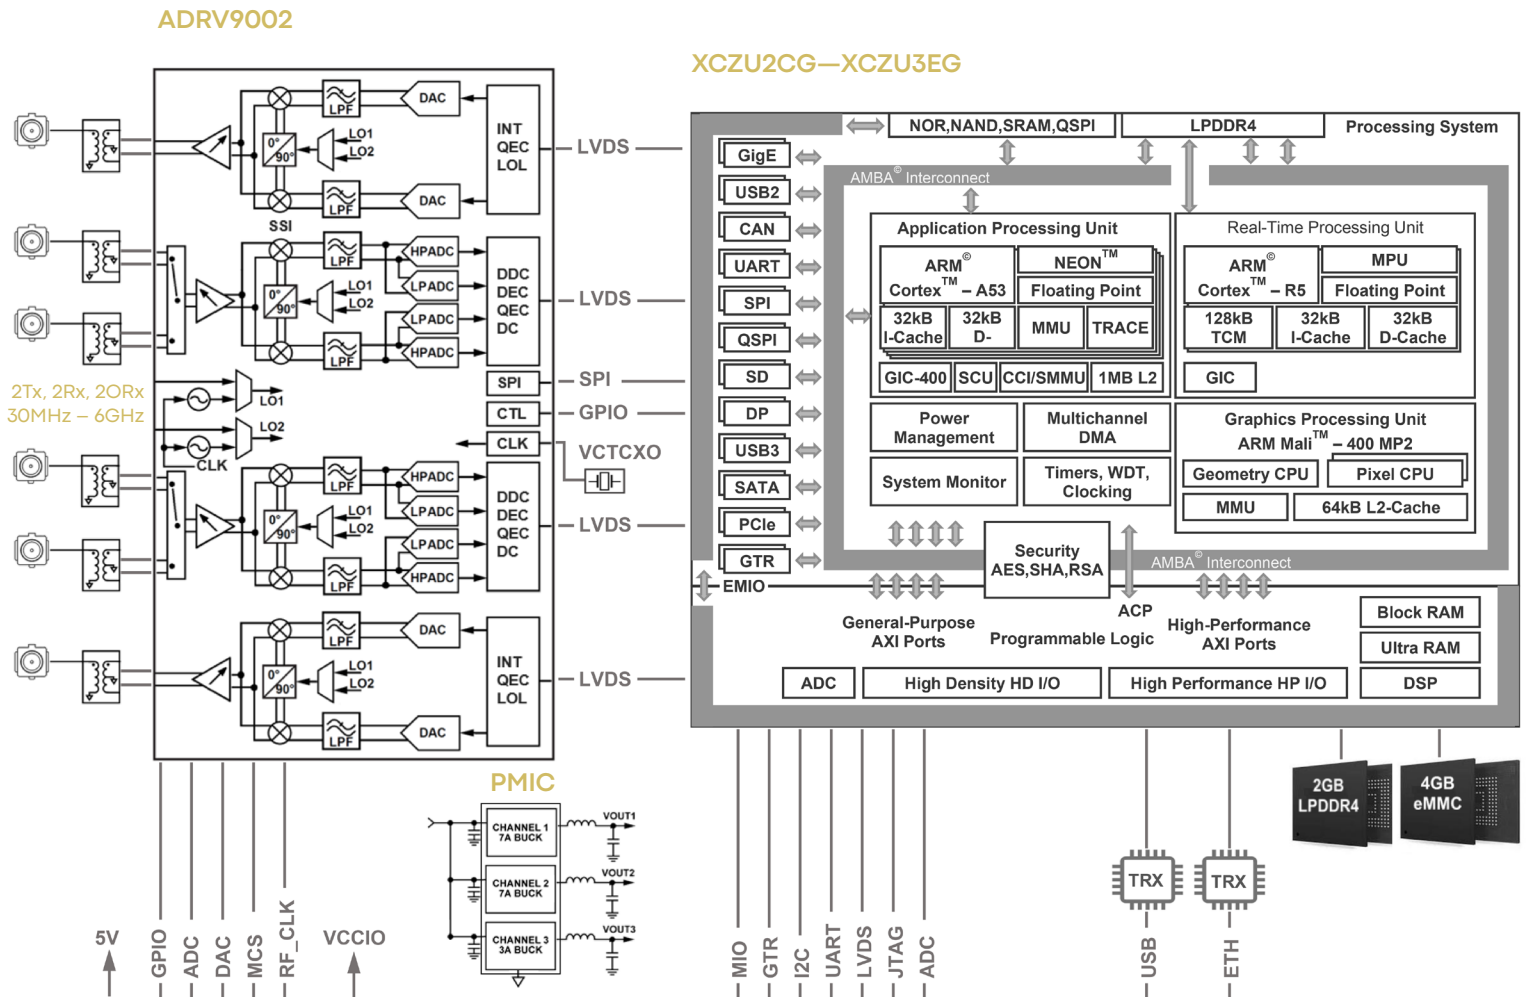 ADRV9002
XCZU2CG—XCZU3EG
LPF
DAC
INT
QEC
LOL
0°
90°
LO1
LO2
LPF
DAC
SSI
LVDS
LPF
HPADC
LPADC
DDC
DEC
QEC
DC
0°
90°
LO1
LO2
LPADC
LPF
HPADC
LVDS
2Tx, 2Rx, 2ORx
30MHz – 6GHz
LO1
LO2
CLK
SPI
SPI
CTL
GPIO
CLK
VCTCXO
LPF
HPADC
LPADC
DDC
DEC
QEC
DC
0°
90°
LO1
LO2
LPADC
LPF
HPADC
LVDS
LPF
DAC
INT
QEC
LOL
0°
90°
LO1
LO2
LPF
DAC
LVDS
NOR,NAND,SRAM,QSPI
LPDDR4
Processing System
GigE
USB2
CAN
UART
SPI
QSPI
SD
DP
USB3
SATA
PCIe
GTR
EMIO
AMBA© Interconnect
Application Processing Unit
ARM©
Cortex™ – A53
NEON™
Floating Point
32kB
I-Cache
32kB
D-
MMU
TRACE
GIC-400
SCU
CCI/SMMU
1MB L2
Real-Time Processing Unit
ARM©
Cortex™ – R5
MPU
Floating Point
128kB
TCM
32kB
I-Cache
32kB
D-Cache
GIC
Power
Management
Multichannel
DMA
System Monitor
Timers, WDT,
Clocking
Graphics Processing Unit
ARM Mali™ – 400 MP2
Geometry CPU
Pixel CPU
MMU
64kB L2-Cache
Security
AES,SHA,RSA
AMBA© Interconnect
ACP
General-Purpose
AXI Ports
Programmable Logic
High-Performance
AXI Ports
Block RAM
Ultra RAM
DSP
ADC
High Density HD I/O
High Performance HP I/O
PMIC
CHANNEL 1
7A BUCK
VOUT1
CHANNEL 2
7A BUCK
VOUT2
CHANNEL 3
3A BUCK
VOUT3
2GB
LPDDR4
4GB
eMMC
TRX
TRX
5V
GPIO
ADC
DAC
MCS
RF_CLK
VCCIO
MIO
GTR
I2C
UART
LVDS
JTAG
ADC
USB
ETH